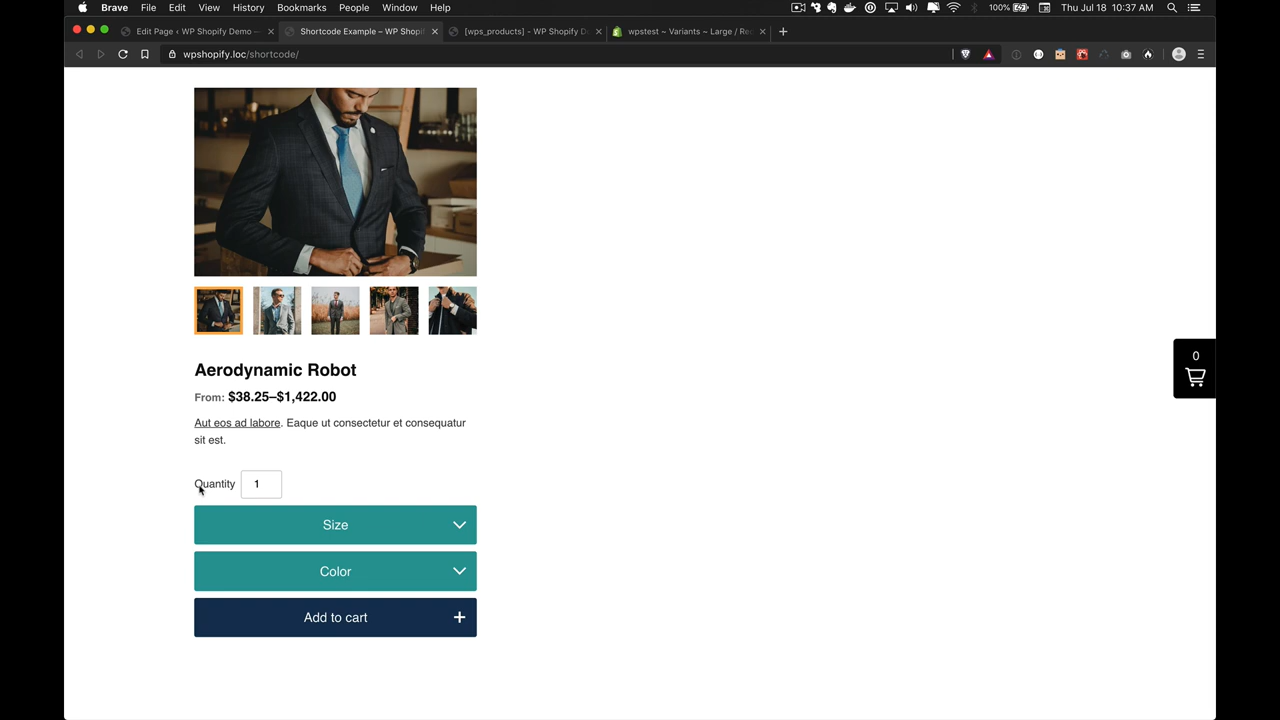 Brave File Edit View History Bookmarks People Window Help 100% Thu Jul 18 10:37 AM
Edit Page ‹ WP Shopify Demo — Shortcode Example – WP Shopif [wps_products] - WP Shopify D wpstest ~ Variants ~ Large / Re
wpshopify.loc/shortcode/
0
Aerodynamic Robot
From: $38.25–$1,422.00
Aut eos ad labore. Eaque ut consectetur et consequatur
sit est.
Quantity 1
Size
Color
Add to cart